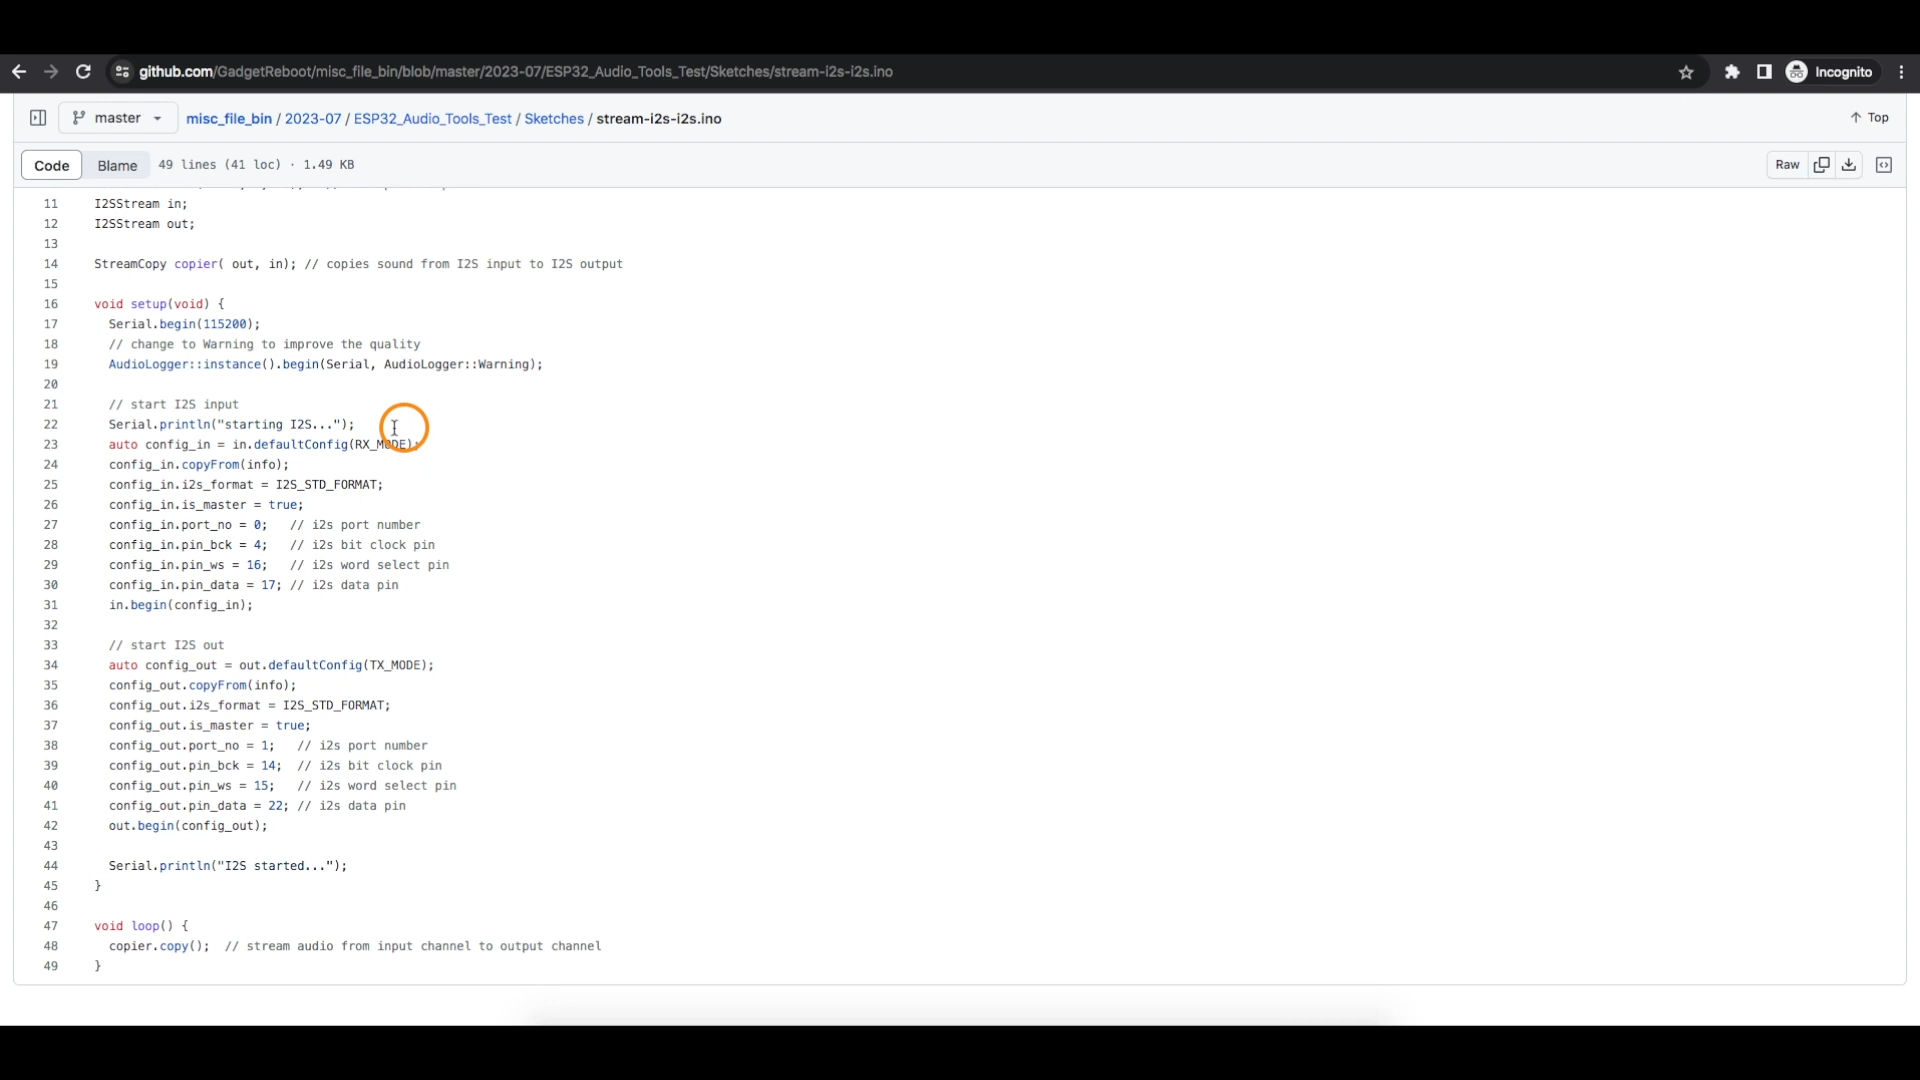 github.com/GadgetReboot/misc_file_bin/blob/master/2023-07/ESP32_Audio_Tools_Test/Sketches/stream-i2s-i2s.ino
Incognito
master
misc_file_bin / 2023-07 / ESP32_Audio_Tools_Test / Sketches / stream-i2s-i2s.ino
Top
Code
Blame
49 lines (41 loc) · 1.49 KB
Raw
11 I2SStream in;
12 I2SStream out;
13
14 StreamCopy copier( out, in); // copies sound from I2S input to I2S output
15
16 void setup(void) {
17 Serial.begin(115200);
18 // change to Warning to improve the quality
19 AudioLogger::instance().begin(Serial, AudioLogger::Warning);
20
21 // start I2S input
22 Serial.println("starting I2S...");
23 auto config_in = in.defaultConfig(RX_MODE);
24 config_in.copyFrom(info);
25 config_in.i2s_format = I2S_STD_FORMAT;
26 config_in.is_master = true;
27 config_in.port_no = 0; // i2s port number
28 config_in.pin_bck = 4; // i2s bit clock pin
29 config_in.pin_ws = 16; // i2s word select pin
30 config_in.pin_data = 17; // i2s data pin
31 in.begin(config_in);
32
33 // start I2S out
34 auto config_out = out.defaultConfig(TX_MODE);
35 config_out.copyFrom(info);
36 config_out.i2s_format = I2S_STD_FORMAT;
37 config_out.is_master = true;
38 config_out.port_no = 1; // i2s port number
39 config_out.pin_bck = 14; // i2s bit clock pin
40 config_out.pin_ws = 15; // i2s word select pin
41 config_out.pin_data = 22; // i2s data pin
42 out.begin(config_out);
43
44 Serial.println("I2S started...");
45 }
46
47 void loop() {
48 copier.copy(); // stream audio from input channel to output channel
49 }